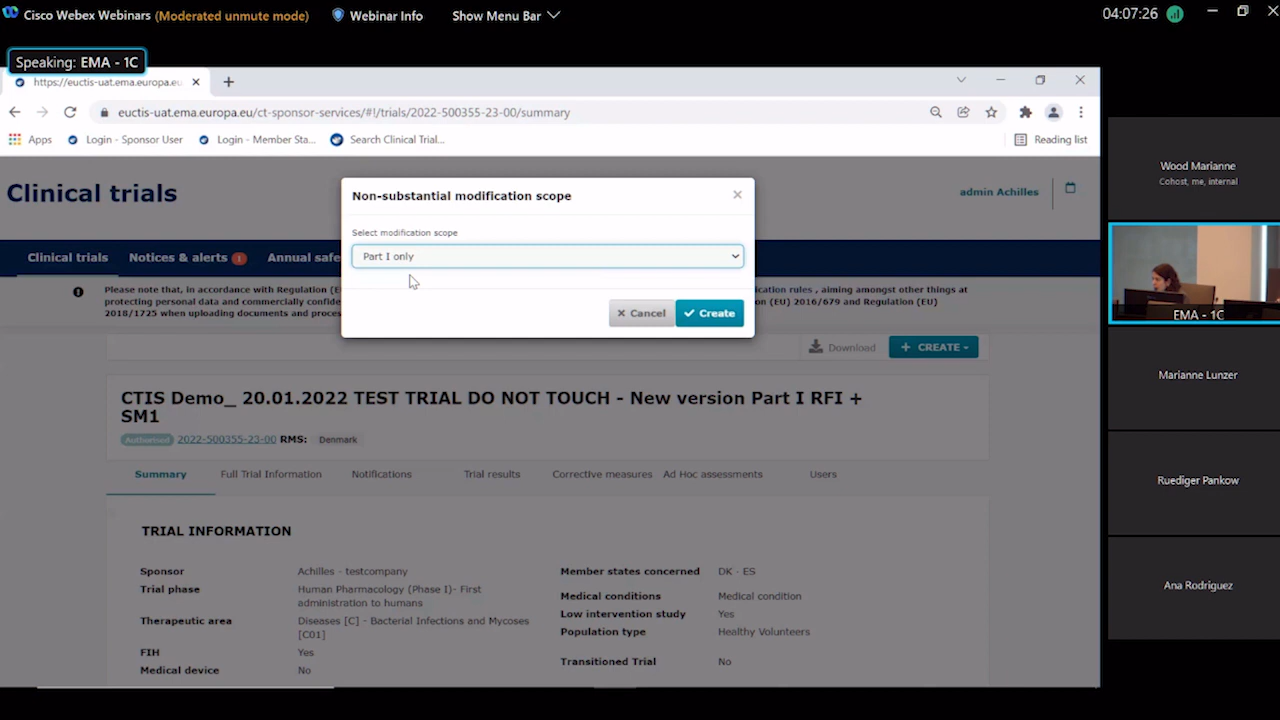 Cisco Webex Webinars (Moderated unmute mode) Webinar Info Show Menu Bar 04:07:26
Speaking: EMA - 1C
https://euctis-uat.ema.europa.eu
euctis-uat.ema.europa.eu/ct-sponsor-services/#!/trials/2022-500355-23-00/summary
Apps Login - Sponsor User Login - Member Sta... Search Clinical Trial... Reading list
Clinical trials
admin Achilles
Non-substantial modification scope
Select modification scope
Part I only
Cancel Create
Clinical trials Notices & alerts 1 Annual safe
Please note that, in accordance with Regulation (E ication rules , aiming amongst other things at
protecting personal data and commercially confide (EU) 2016/679 and Regulation (EU)
2018/1725 when uploading documents and proce
Download + CREATE
CTIS Demo_ 20.01.2022 TEST TRIAL DO NOT TOUCH - New version Part I RFI +
SM1
Authorised 2022-500355-23-00 RMS: Denmark
Summary Full Trial Information Notifications Trial results Corrective measures Ad Hoc assessments Users
TRIAL INFORMATION
Sponsor Achilles - testcompany
Trial phase Human Pharmacology (Phase I)- First
administration to humans
Therapeutic area Diseases [C] - Bacterial Infections and Mycoses
[C01]
FIH Yes
Medical device No
Member states concerned DK - ES
Medical conditions Medical condition
Low intervention study Yes
Population type Healthy Volunteers
Transitioned Trial No
Wood Marianne
Cohost, me, internal
EMA - 1C
Marianne Lunzer
Ruediger Pankow
Ana Rodriguez